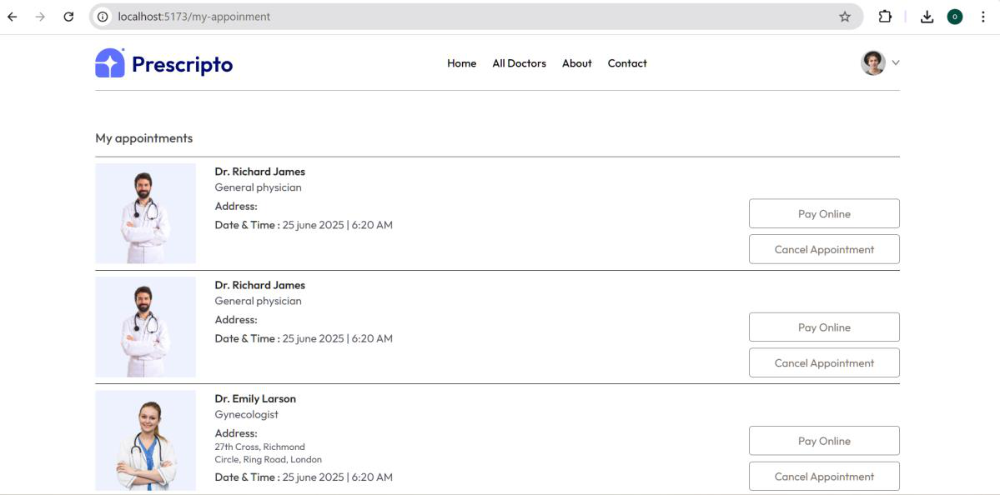 localhost:5173/my-appoinment
O
Prescripto
Home
All Doctors
About
Contact
My appointments
Dr. Richard James
General physician
Address:
Date & Time : 25 june 2025 | 6:20 AM
Pay Online
Cancel Appointment
Dr. Richard James
General physician
Address:
Date & Time : 25 june 2025 | 6:20 AM
Pay Online
Cancel Appointment
Dr. Emily Larson
Gynecologist
Address:
27th Cross, Richmond
Circle, Ring Road, London
Date & Time : 25 june 2025 | 6:20 AM
Pay Online
Cancel Appointment